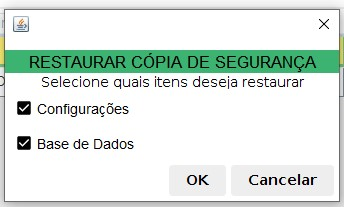 RESTAURAR CÓPIA DE SEGURANÇA
Selecione quais itens deseja restaurar
Configurações
Base de Dados
OK Cancelar